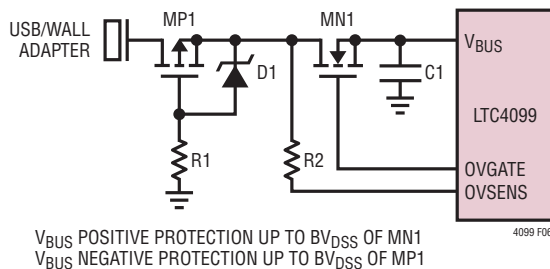 USB/WALL
ADAPTER
MP1
D1
R1
MN1
R2
C1
VBUS
LTC4099
OVGATE
OVSENS
VBUS POSITIVE PROTECTION UP TO BVDSS OF MN1
VBUS NEGATIVE PROTECTION UP TO BVDSS OF MP1
4099 F06